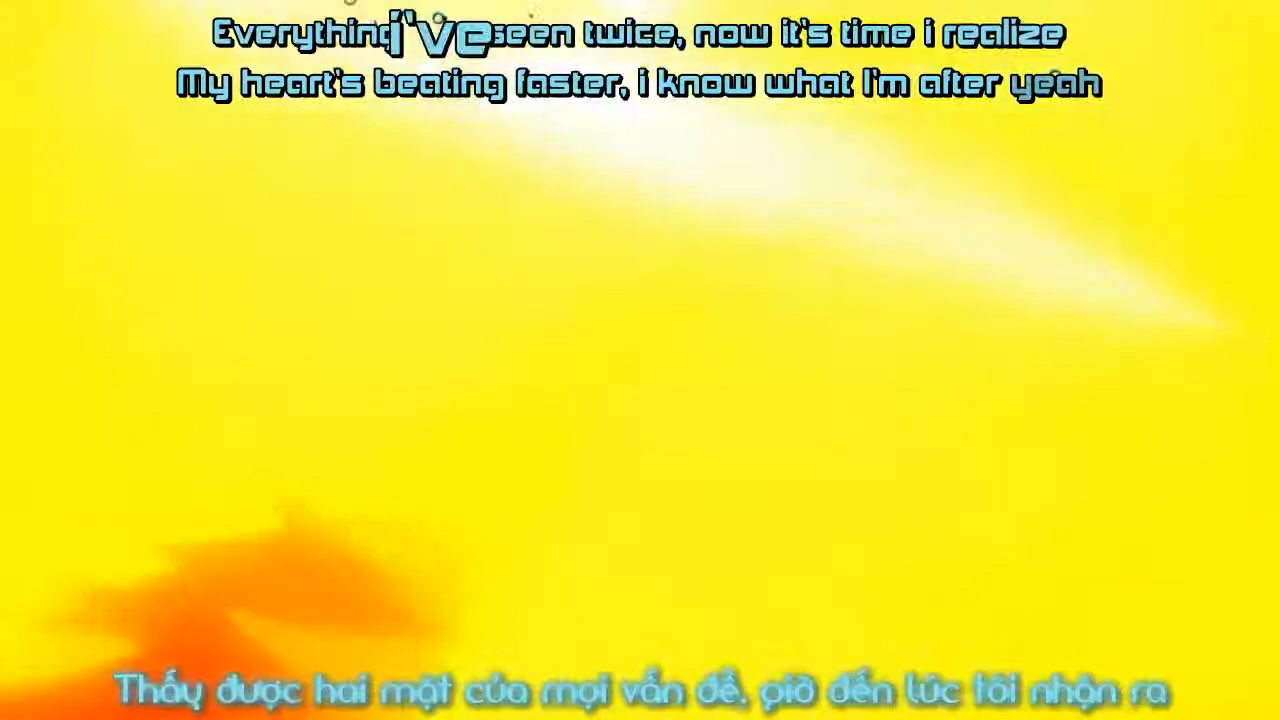 Everything i've seen twice, now it's time i realize
My heart's beating faster, i know what I'm after yeah
Thấy được hai mặt của mọi vấn đề, giờ đến lúc tôi nhận ra